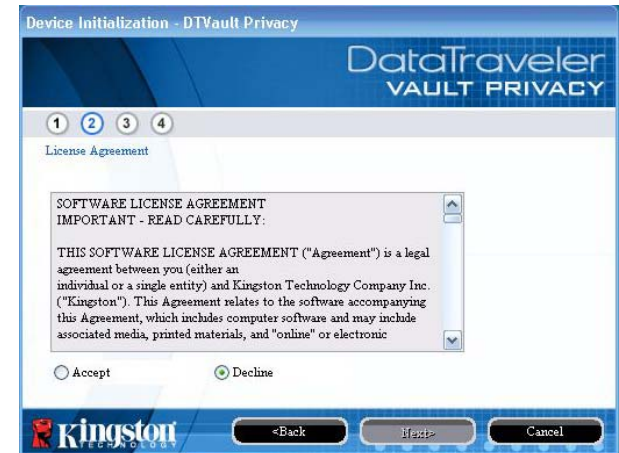 Device Initialization - DTVault Privacy
DataTraveler
VAULT PRIVACY
1 2 3 4
License Agreement
SOFTWARE LICENSE AGREEMENT
IMPORTANT - READ CAREFULLY:
THIS SOFTWARE LICENSE AGREEMENT ("Agreement") is a legal
agreement between you (either an
individual or a single entity) and Kingston Technology Company Inc.
("Kingston"). This Agreement relates to the software accompanying
this Agreement, which includes computer software and may include
associated media, printed materials, and "online" or electronic
Accept Decline
Kingston
TECHNOLOGY
<Back Next> Cancel